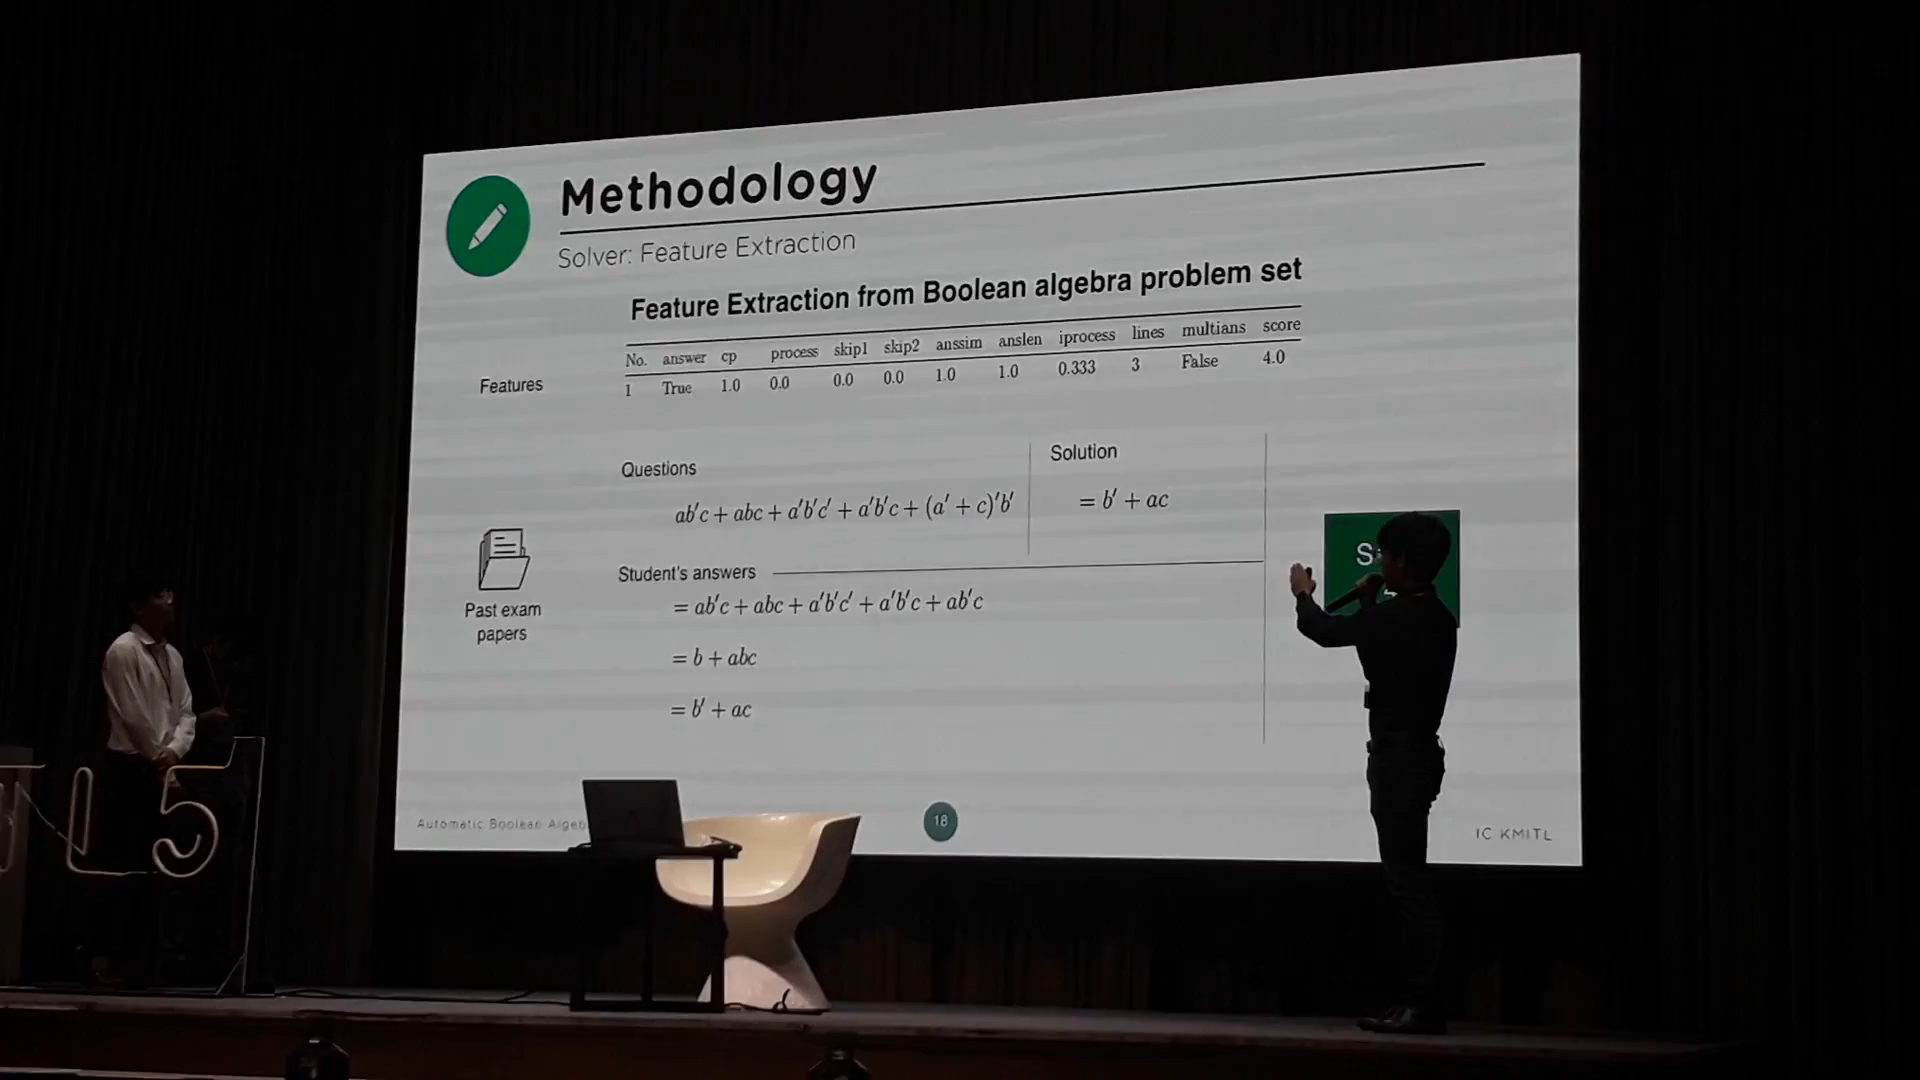 Methodology
Solver: Feature Extraction
Feature Extraction from Boolean algebra problem set
No. answer cp process skip1 skip2 anssim anslen iprocess lines multians score
Features
1 True 1.0 0.0 0.0 0.0 1.0 1.0 0.333 3 False 4.0
Questions
Solution
ab'c + abc + a'b'c' + a'b'c + (a' + c)'b'
= b' + ac
Student's answers
= ab'c + abc + a'b'c' + a'b'c + ab'c
Past exam
papers
= b + abc
= b' + ac
Automatic Boolean
18
IC KMITL
L5